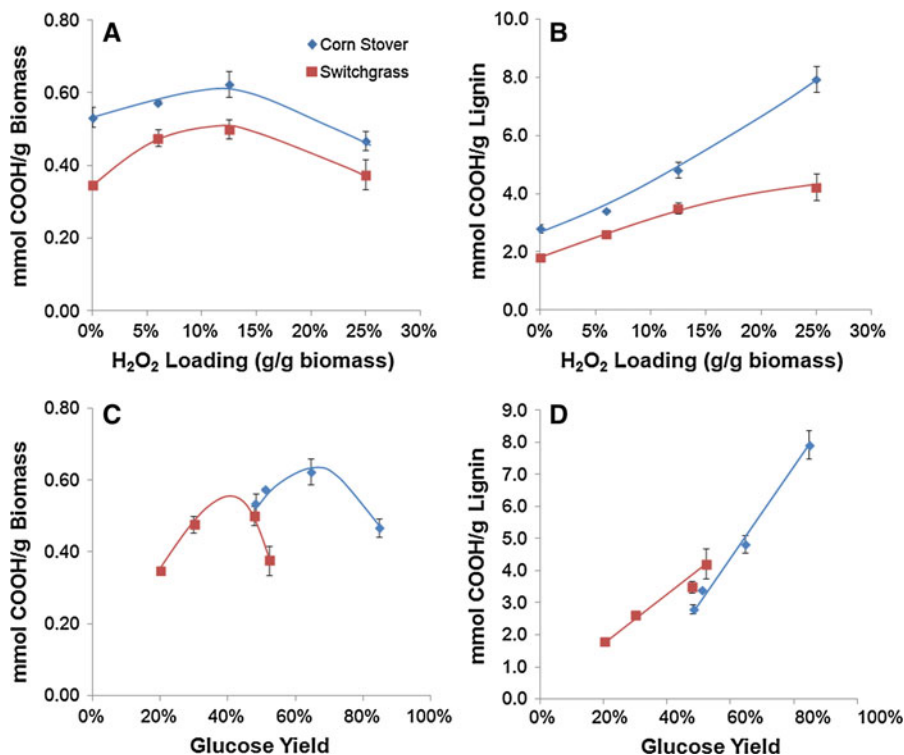 A
Corn Stover
Switchgrass
mmol COOH/g Biomass
0.80
0.60
0.40
0.20
0.00
0% 5% 10% 15% 20% 25% 30%
H₂O₂ Loading (g/g biomass)
B
mmol COOH/g Lignin
10.0
8.0
6.0
4.0
2.0
0.0
0% 5% 10% 15% 20% 25% 30%
H₂O₂ Loading (g/g biomass)
C
mmol COOH/g Biomass
0.80
0.60
0.40
0.20
0.00
0% 20% 40% 60% 80% 100%
Glucose Yield
D
mmol COOH/g Lignin
9.0
8.0
7.0
6.0
5.0
4.0
3.0
2.0
1.0
0.0
0% 20% 40% 60% 80% 100%
Glucose Yield